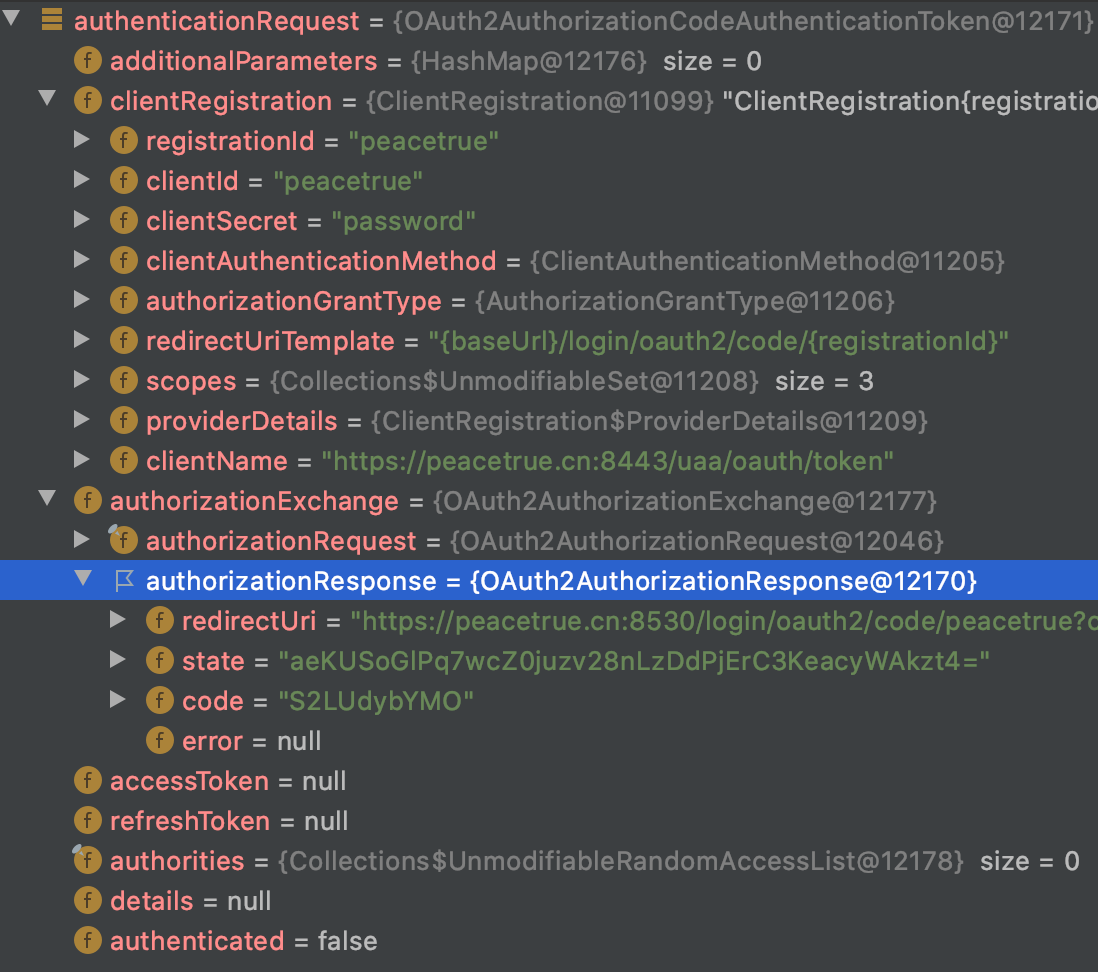 authenticationRequest = {OAuth2AuthorizationCodeAuthenticationToken@12171}
additionalParameters = {HashMap@12176} size = 0
clientRegistration = {ClientRegistration@11099} "ClientRegistration{registratio
registrationId = "peacetrue"
clientId = "peacetrue"
clientSecret = "password"
clientAuthenticationMethod = {ClientAuthenticationMethod@11205}
authorizationGrantType = {AuthorizationGrantType@11206}
redirectUriTemplate = "{baseUrl}/login/oauth2/code/{registrationId}"
scopes = {Collections$UnmodifiableSet@11208} size = 3
providerDetails = {ClientRegistration$ProviderDetails@11209}
clientName = "https://peacetrue.cn:8443/uaa/oauth/token"
authorizationExchange = {OAuth2AuthorizationExchange@12177}
authorizationRequest = {OAuth2AuthorizationRequest@12046}
authorizationResponse = {OAuth2AuthorizationResponse@12170}
redirectUri = "https://peacetrue.cn:8530/login/oauth2/code/peacetrue?c
state = "aeKUSoGlPq7wcZ0juzv28nLzDdPjErC3KeacyWAkzt4="
code = "S2LUdybYMO"
error = null
accessToken = null
refreshToken = null
authorities = {Collections$UnmodifiableRandomAccessList@12178} size = 0
details = null
authenticated = false